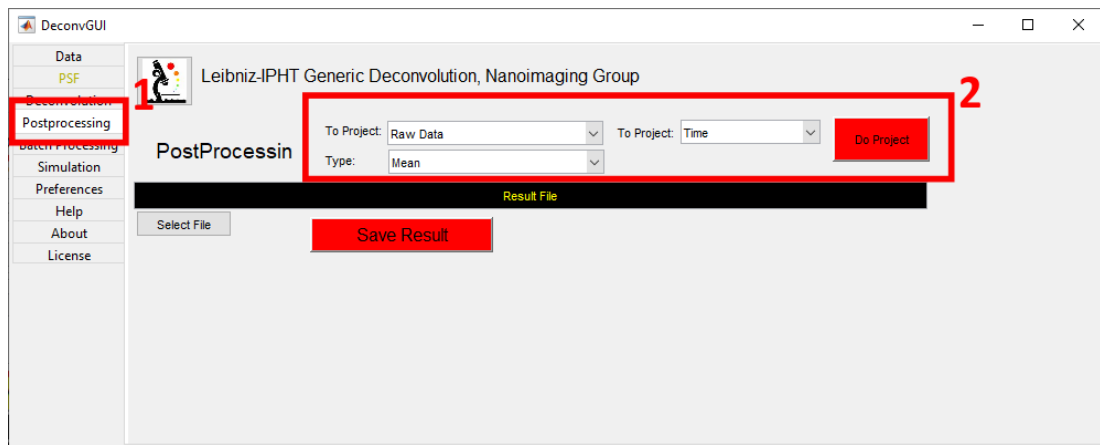 DeconvGUI
Data
PSF
Deconvolution
Postprocessing
Batch Processing
Simulation
Preferences
Help
About
License
1
Leibniz-IPHT Generic Deconvolution, Nanoimaging Group
2
To Project: Raw Data To Project: Time Do Project
PostProcessin
Type: Mean
Result File
Select File
Save Result